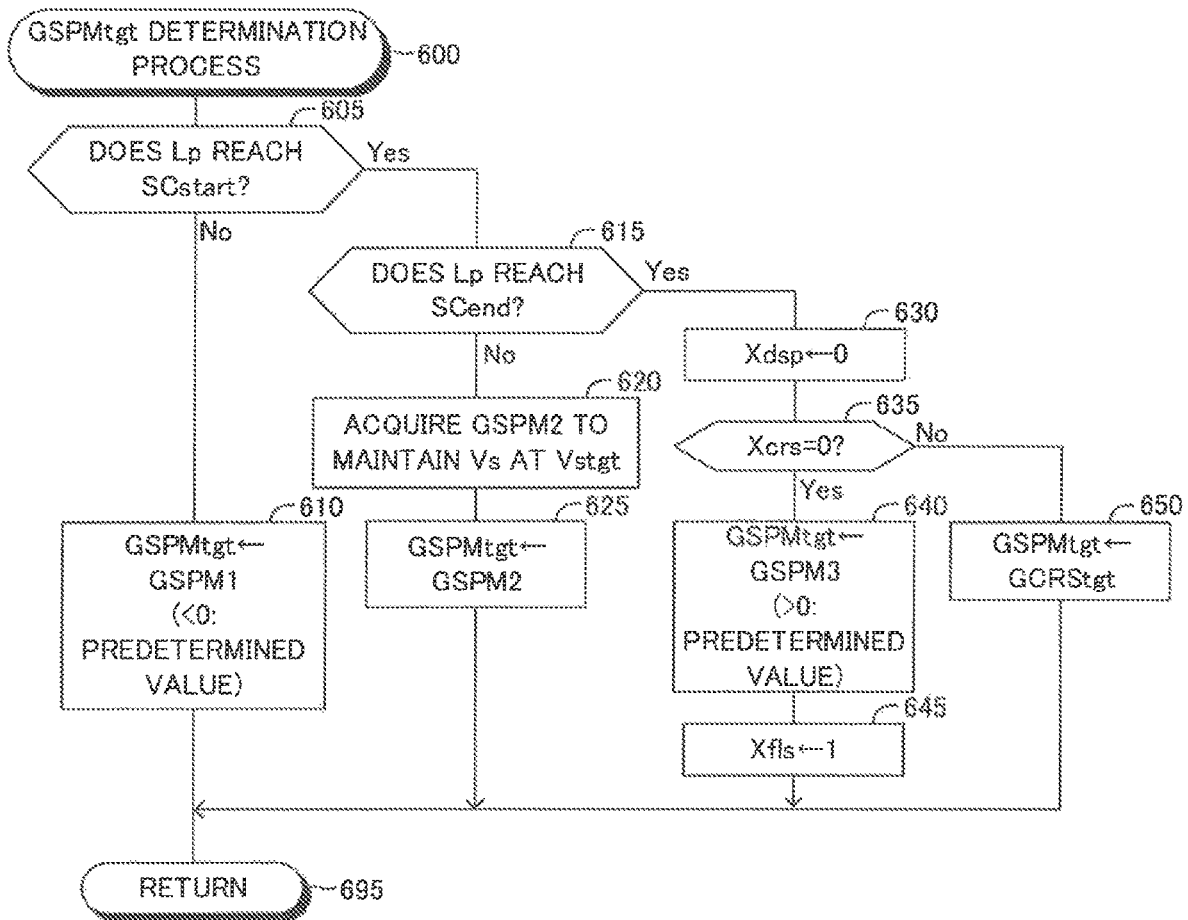 GSPMtgt DETERMINATION
PROCESS
600
605
DOES Lp REACH
SCstart?
Yes
No
615
DOES Lp REACH
SCend?
Yes
No
630
Xdsp←0
620
ACQUIRE GSPM2 TO
MAINTAIN Vs AT Vstgt
635
Xcrs=0?
No
Yes
610
GSPMtgt←
GSPM1
(<0:
PREDETERMINED
VALUE)
625
GSPMtgt←
GSPM2
640
GSPMtgt←
GSPM3
(>0:
PREDETERMINED
VALUE)
650
GSPMtgt←
GCRStgt
645
Xfls←1
RETURN
695